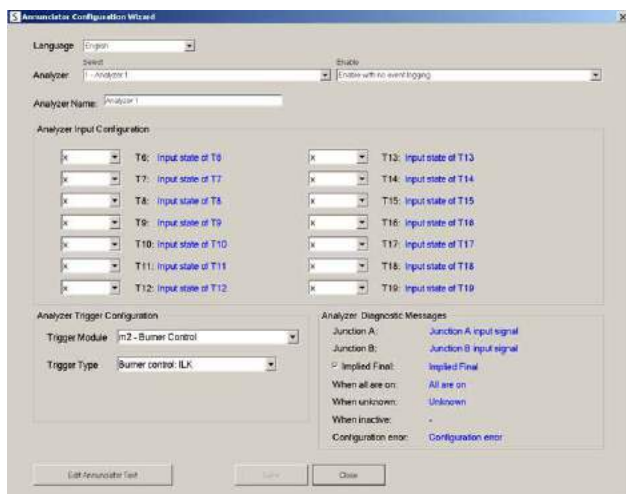 Annunciator Configuration Wizard
Language English
Select Enable
Analyzer 1 - Analyzer 1 Enable with no event logging
Analyzer Name: Analyzer 1
Analyzer Input Configuration
x T6: Input state of T6 x T13: Input state of T13
x T7: Input state of T7 x T14: Input state of T14
x T8: Input state of T8 x T15: Input state of T15
x T9: Input state of T9 x T16: Input state of T16
x T10: Input state of T10 x T17: Input state of T17
x T11: Input state of T11 x T18: Input state of T18
x T12: Input state of T12 x T19: Input state of T19
Analyzer Trigger Configuration
Trigger Module m2 - Burner Control
Trigger Type Burner control: ILK
Analyzer Diagnostic Messages
Junction A: Junction A input signal
Junction B: Junction B input signal
Implied Final: Implied Final
When all are on: All are on
When unknown: Unknown
When inactive: -
Configuration error: Configuration error
Edit Annunciator Text Save Close